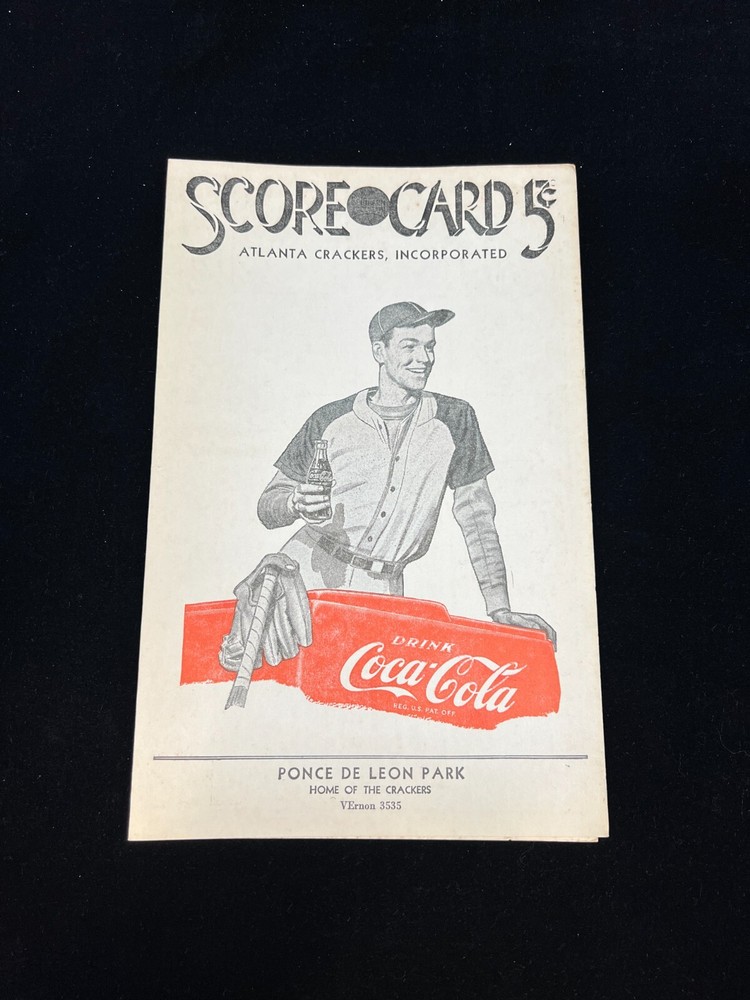 SCORE CARD 5¢
ATLANTA CRACKERS, INCORPORATED
DRINK
Coca-Cola
REG. U.S. PAT. OFF.
PONCE DE LEON PARK
HOME OF THE CRACKERS
VErnon 3535